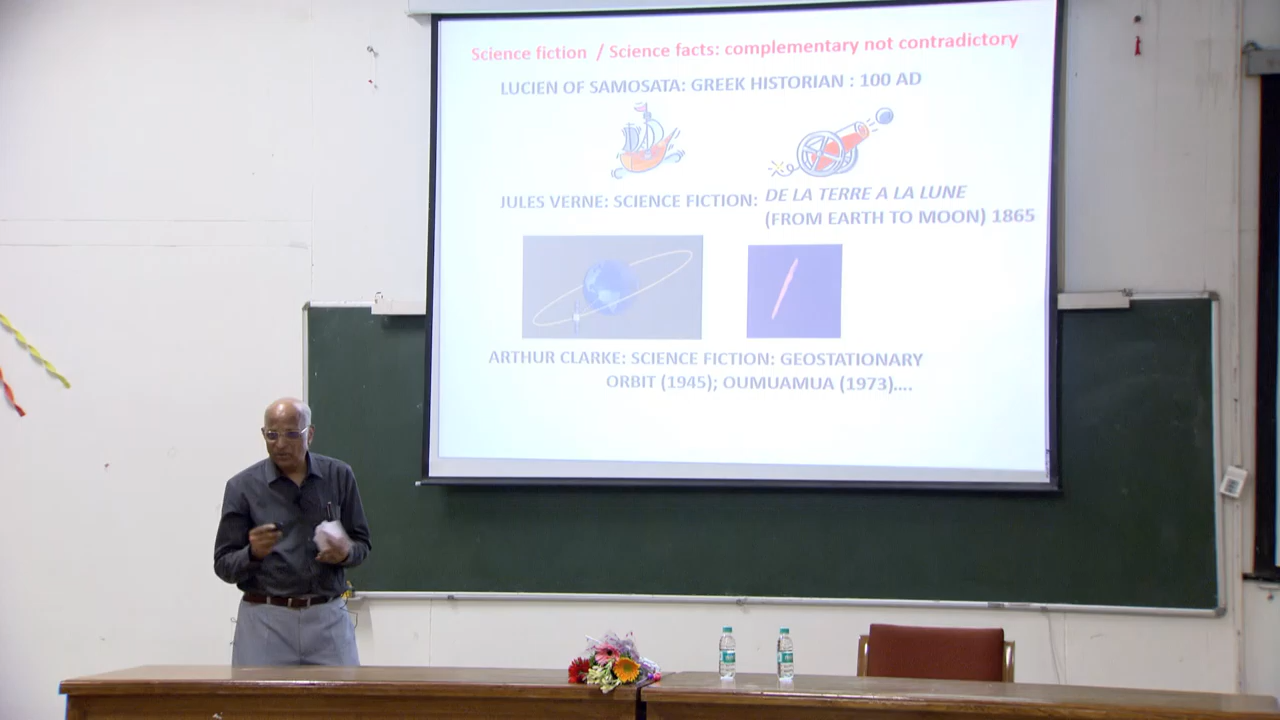 Science fiction / Science facts: complementary not contradictory
LUCIEN OF SAMOSATA: GREEK HISTORIAN : 100 AD
JULES VERNE: SCIENCE FICTION: DE LA TERRE A LA LUNE
(FROM EARTH TO MOON) 1865
ARTHUR CLARKE: SCIENCE FICTION: GEOSTATIONARY
ORBIT (1945); OUMUAMUA (1973)....